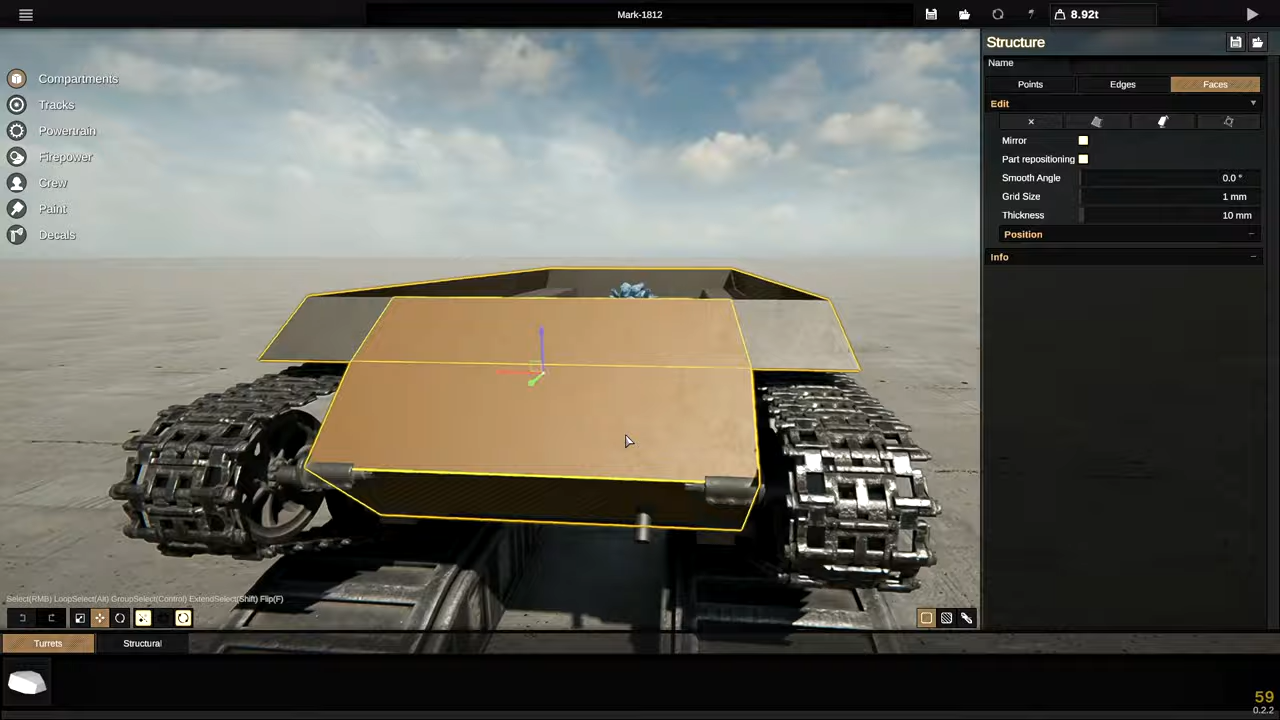 Mark-1812
8.92t
Structure
Name
Points Edges Faces
Edit
Mirror
Part repositioning
Smooth Angle 0.0 °
Grid Size 1 mm
Thickness 10 mm
Position
Info
Compartments
Tracks
Powertrain
Firepower
Crew
Paint
Decals
Select(RMB) LoopSelect(Alt) GroupSelect(Control) ExtendSelect(Shift) Flip(F)
Turrets Structural
59
0.2.2